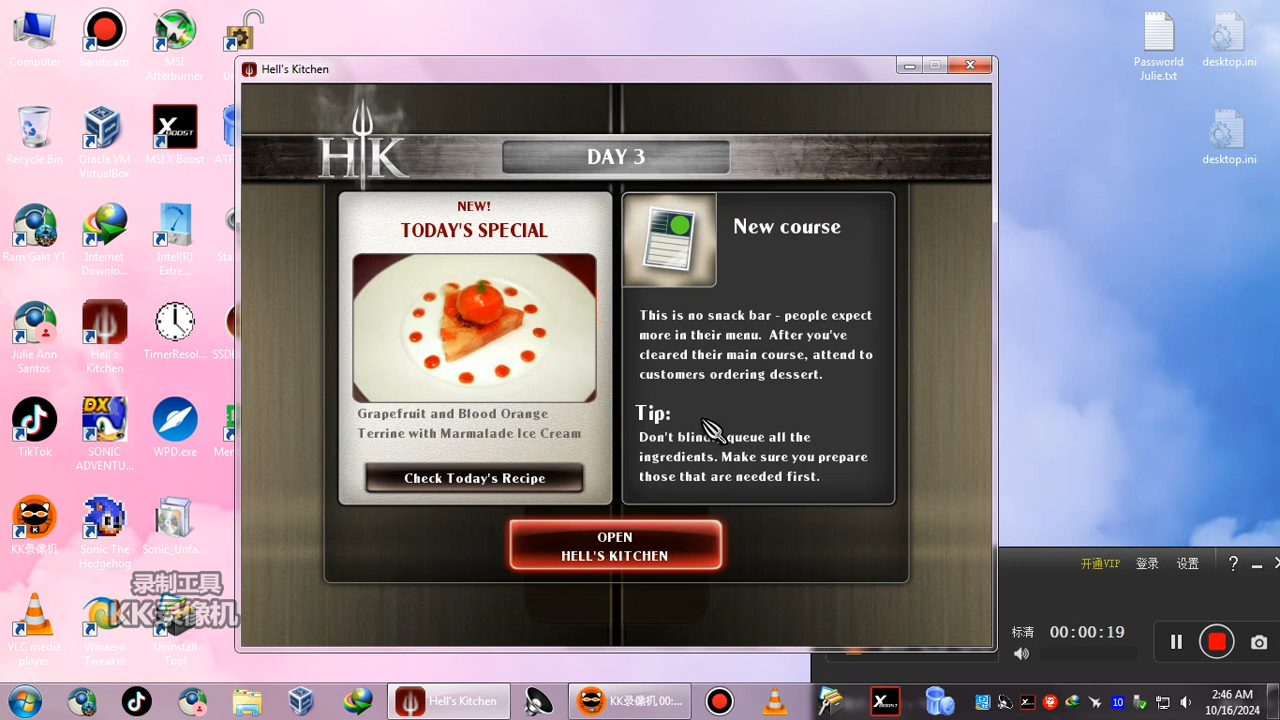 Computer
Bandicam
MSI
Afterburner
Recycle Bin
Oracle VM
VirtualBox
MSI X Boost
Ram Galit YT
Internet
Downlo...
Intel(R)
Extre...
Julie Ann
Santos
Hell's
Kitchen
TimerResol...
TikTok
SONIC
ADVENTU...
WPD.exe
KK录像机
Sonic The
Hedgehog
Sonic_Unfa...
VLC media
player
Winaero
Tweaker
Uninstall
Tool
录制工具
KK录像机
Hell's Kitchen
HK
DAY 3
NEW!
TODAY'S SPECIAL
Grapefruit and Blood Orange
Terrine with Marmalade Ice Cream
Check Today's Recipe
New course
This is no snack bar - people expect
more in their menu.  After you've
cleared their main course, attend to
customers ordering dessert.
Tip:
queue all the
ingredients. Make sure you prepare
those that are needed first.
OPEN
HELL'S KITCHEN
Passworld
Julie.txt
desktop.ini
desktop.ini
开通VIP
登录
设置
标清
00:00:19
Hell's Kitchen
KK录像机 00:...
10
2:46 AM
10/16/2024